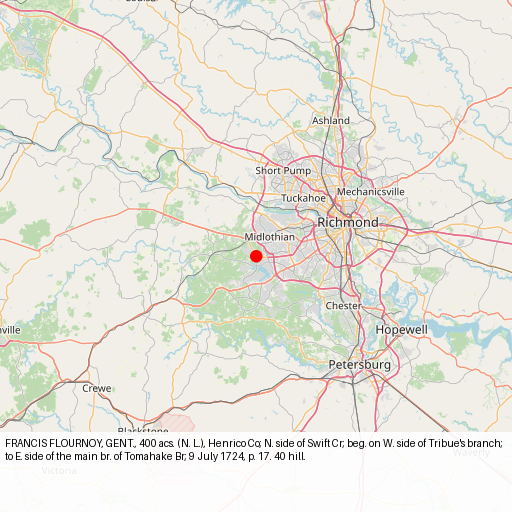 Ashland
Short Pump
Mechanicsville
Tuckahoe
Richmond
Midlothian
Chester
Hopewell
Petersburg
ville
Crewe
Blackstone
FRANCIS FLOURNOY, GENT., 400 acs. (N. L.), Henrico Co; N. side of Swift Cr; beg. on W. side of Tribue's branch;
to E. side of the main br. of Tomahake Br; 9 July 1724, p. 17. 40 hill.
Waverly
Victoria